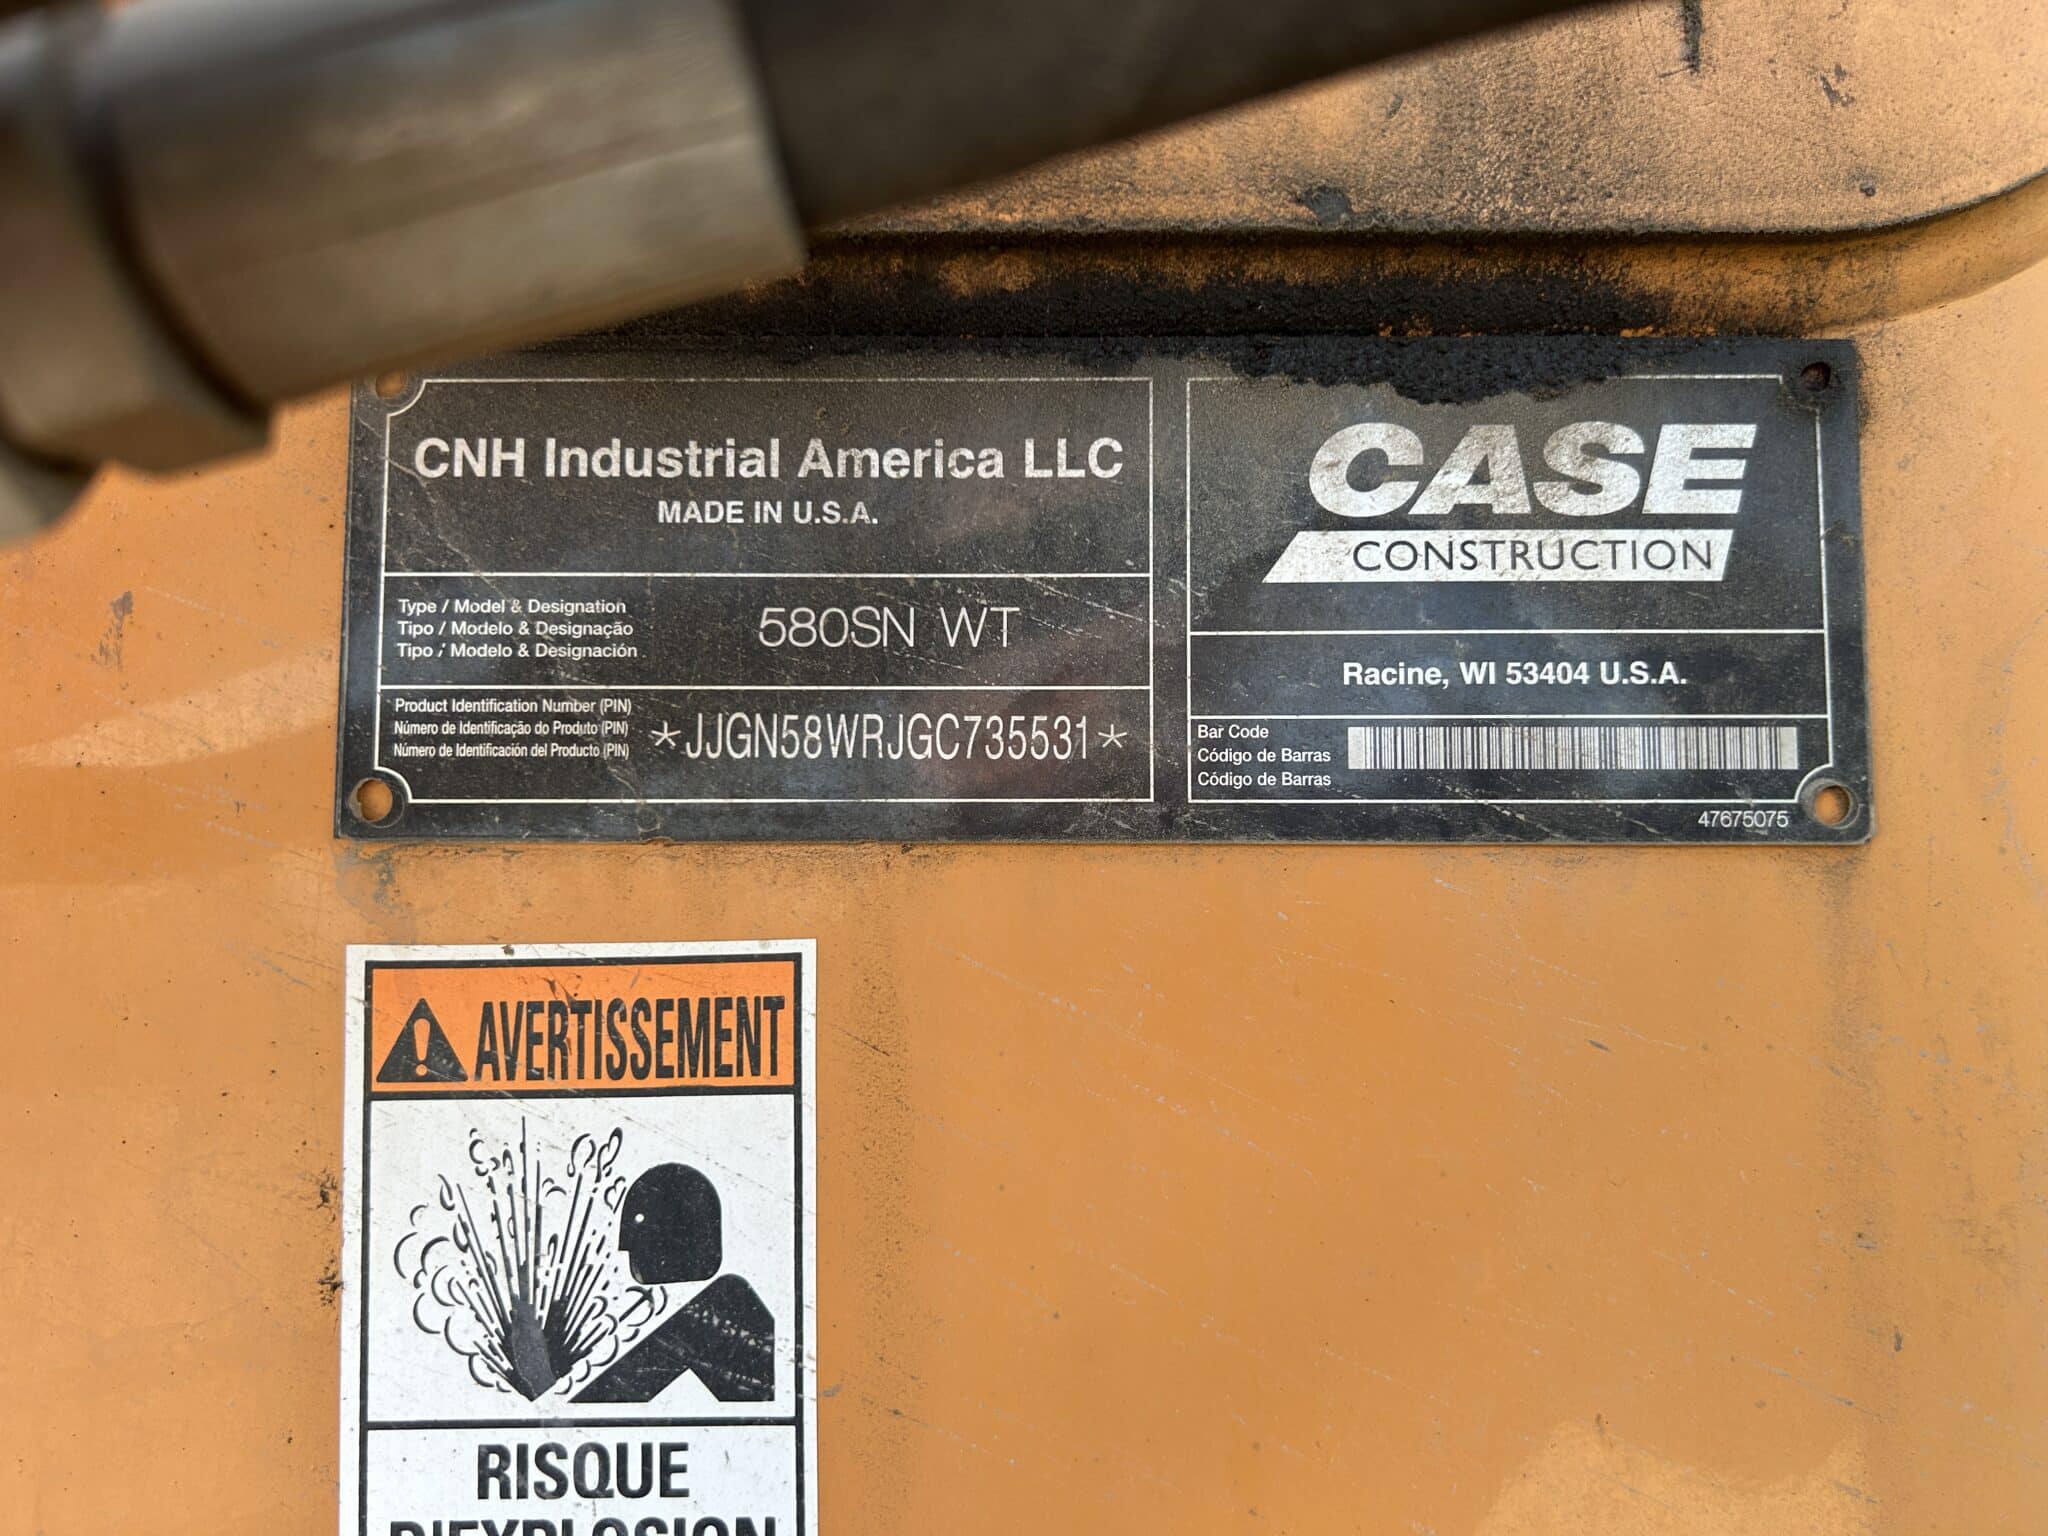 CNH Industrial America LLC
MADE IN U.S.A.
Type / Model & Designation
Tipo / Modelo & Designação
Tipo / Modelo & Designación
580SN WT
Product Identification Number (PIN)
Número de Identificação do Produto (PIN)
Número de Identificación del Producto (PIN)
*JJGN58WRJGC735531*
CASE
CONSTRUCTION
Racine, WI 53404 U.S.A.
Bar Code
Código de Barras
Código de Barras
47675075
AVERTISSEMENT
RISQUE
D'EXPLOSION